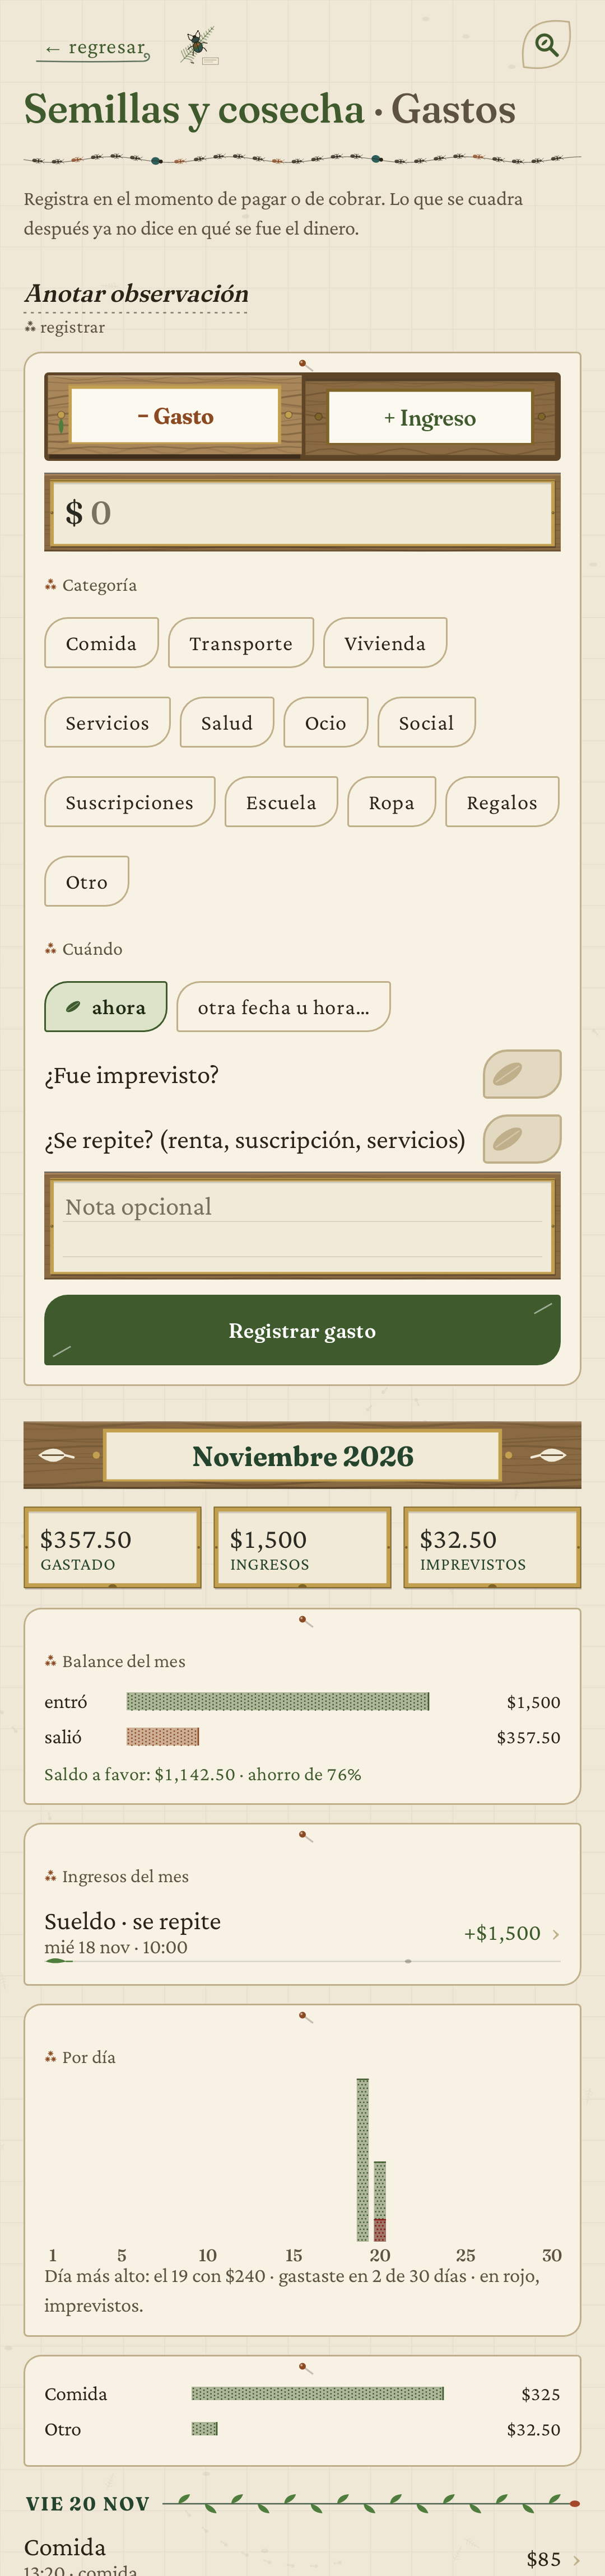 ← regresar
Semillas y cosecha · Gastos
Registra en el momento de pagar o de cobrar. Lo que se cuadra
después ya no dice en qué se fue el dinero.
Anotar observación
registrar
− Gasto
+ Ingreso
$ 0
Categoría
Comida Transporte Vivienda
Servicios Salud Ocio Social
Suscripciones Escuela Ropa Regalos
Otro
Cuándo
ahora otra fecha u hora...
¿Fue imprevisto?
¿Se repite? (renta, suscripción, servicios)
Nota opcional
Registrar gasto
Noviembre 2026
$357.50 $1,500 $32.50
GASTADO INGRESOS IMPREVISTOS
Balance del mes
entró $1,500
salió $357.50
Saldo a favor: $1,142.50 · ahorro de 76%
Ingresos del mes
Sueldo · se repite
+$1,500 ›
mié 18 nov · 10:00
Por día
1 5 10 15 20 25 30
Día más alto: el 19 con $240 · gastaste en 2 de 30 días · en rojo,
imprevistos.
Comida $325
Otro $32.50
VIE 20 NOV
Comida
$85 ›
13:20 · comida